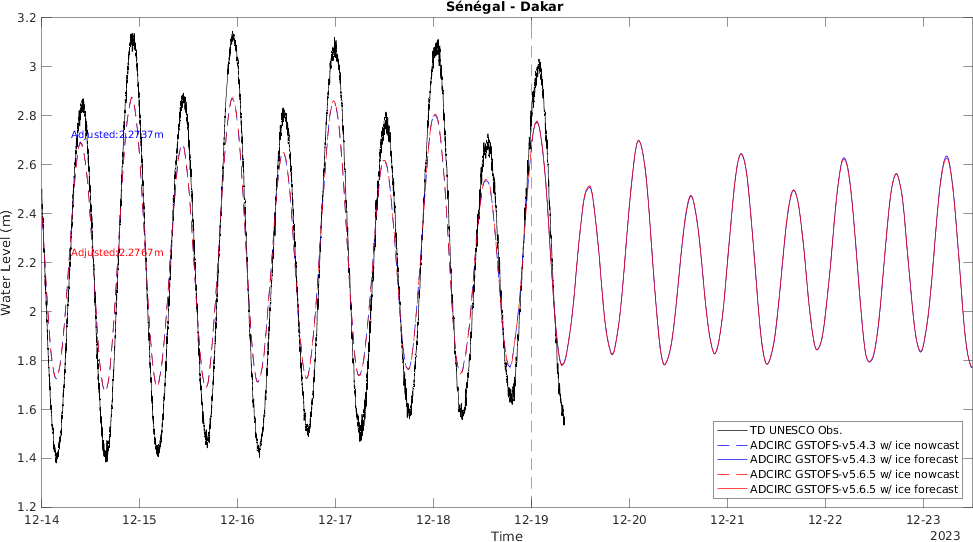 Sénégal - Dakar
3.2
3
2.8
2.6
2.4
2.2
2
1.8
1.6
1.4
1.2
Water Level (m)
Adjusted:2.2737m
Adjusted:2.2767m
TD UNESCO Obs.
ADCIRC GSTOFS-v5.4.3 w/ ice nowcast
ADCIRC GSTOFS-v5.4.3 w/ ice forecast
ADCIRC GSTOFS-v5.6.5 w/ ice nowcast
ADCIRC GSTOFS-v5.6.5 w/ ice forecast
12-14 12-15 12-16 12-17 12-18 12-19 12-20 12-21 12-22 12-23
Time
2023